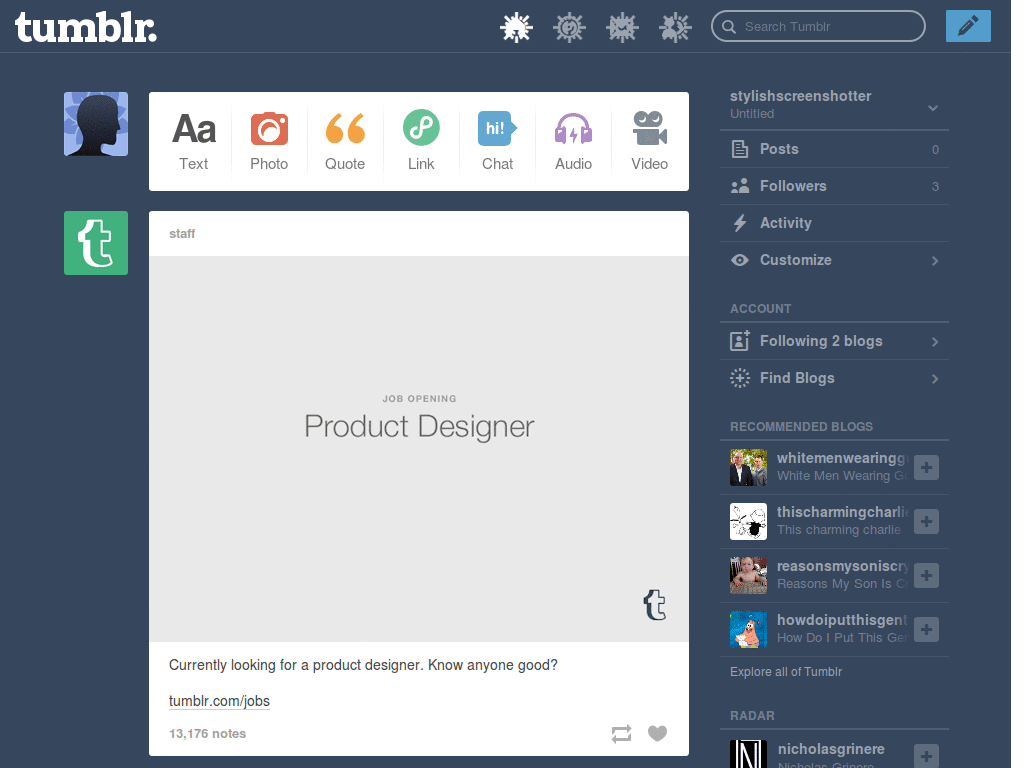 tumblr.
Search Tumblr
Aa
hi!
Text
Photo
Quote
Link
Chat
Audio
Video
staff
JOB OPENING
Product Designer
Currently looking for a product designer. Know anyone good?
tumblr.com/jobs
13,176 notes
stylishscreenshotter
Untitled
Posts 0
Followers 3
Activity
Customize
ACCOUNT
Following 2 blogs
Find Blogs
RECOMMENDED BLOGS
whitemenwearingg
White Men Wearing G
thischarmingcharli
This charming charlie
reasonsmysoniscry
Reasons My Son Is C
howdoiputthisgent
How Do I Put This Ge
Explore all of Tumblr
RADAR
nicholasgrinere
Nicholas Grinere